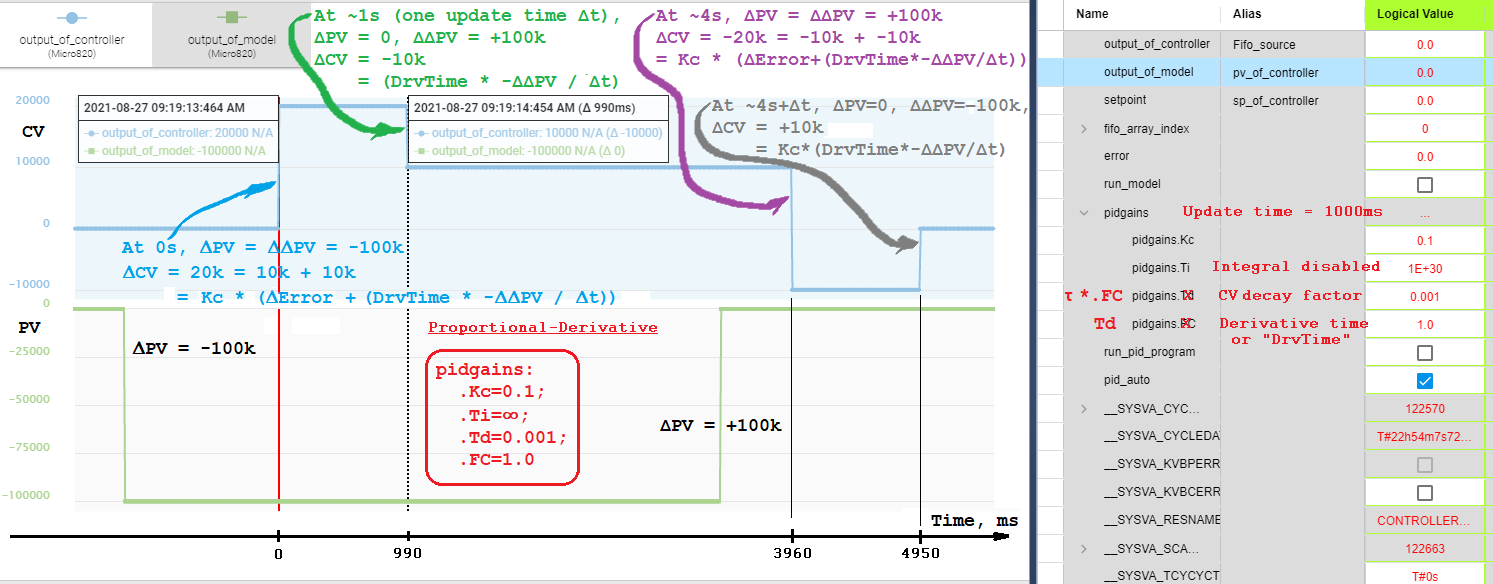 output_of_controller
(Micro820)
output_of_model
(Micro820)
At ~1s (one update time Δt),
ΔPV = 0, ΔΔPV = +100k
ΔCV = -10k
= (DrvTime * -ΔΔPV / Δt)
At ~4s, ΔPV = ΔΔPV = +100k
ΔCV = -20k = -10k + -10k
= Kc * (ΔError+(DrvTime*-ΔΔPV/Δt))
At ~4s+Δt, ΔPV=0, ΔΔPV=-100k,
ΔCV = +10k
= Kc*(DrvTime*-ΔΔPV/Δt)
20000
CV
10000
0
-10000
2021-08-27 09:19:13:464 AM
output_of_controller: 20000 N/A
output_of_model: -100000 N/A
2021-08-27 09:19:14:454 AM (Δ 990ms)
output_of_controller: 10000 N/A (Δ -10000)
output_of_model: -100000 N/A (Δ 0)
At 0s, ΔPV = ΔΔPV = -100k
ΔCV = 20k = 10k + 10k
= Kc * (ΔError + (DrvTime * -ΔΔPV / Δt))
0
PV
-25000
-50000
-75000
-100000
ΔPV = -100k
Proportional-Derivative
pidgains:
.Kc=0.1;
.Ti=∞;
.Td=0.001;
.FC=1.0
ΔPV = +100k
Time, ms
0
990
3960
4950
Name Alias Logical Value
output_of_controller Fifo_source 0.0
output_of_model pv_of_controller 0.0
setpoint sp_of_controller 0.0
fifo_array_index 0
error 0.0
run_model
pidgains Update time = 1000ms ...
pidgains.Kc 0.1
pidgains.Ti Integral disabled 1E+30
τ *.FC pidgains.Td X CV decay factor 0.001
Td pidgains.FC X Derivative time 1.0
or "DrvTime"
run_pid_program
pid_auto
__SYSVA_CYC... 122570
__SYSVA_CYCLEDA T#22h54m7s72...
__SYSVA_KVBPERR
__SYSVA_KVBCERR
__SYSVA_RESNAME CONTROLLER...
__SYSVA_SCA... 122663
__SYSVA_TCYCYCT T#0s